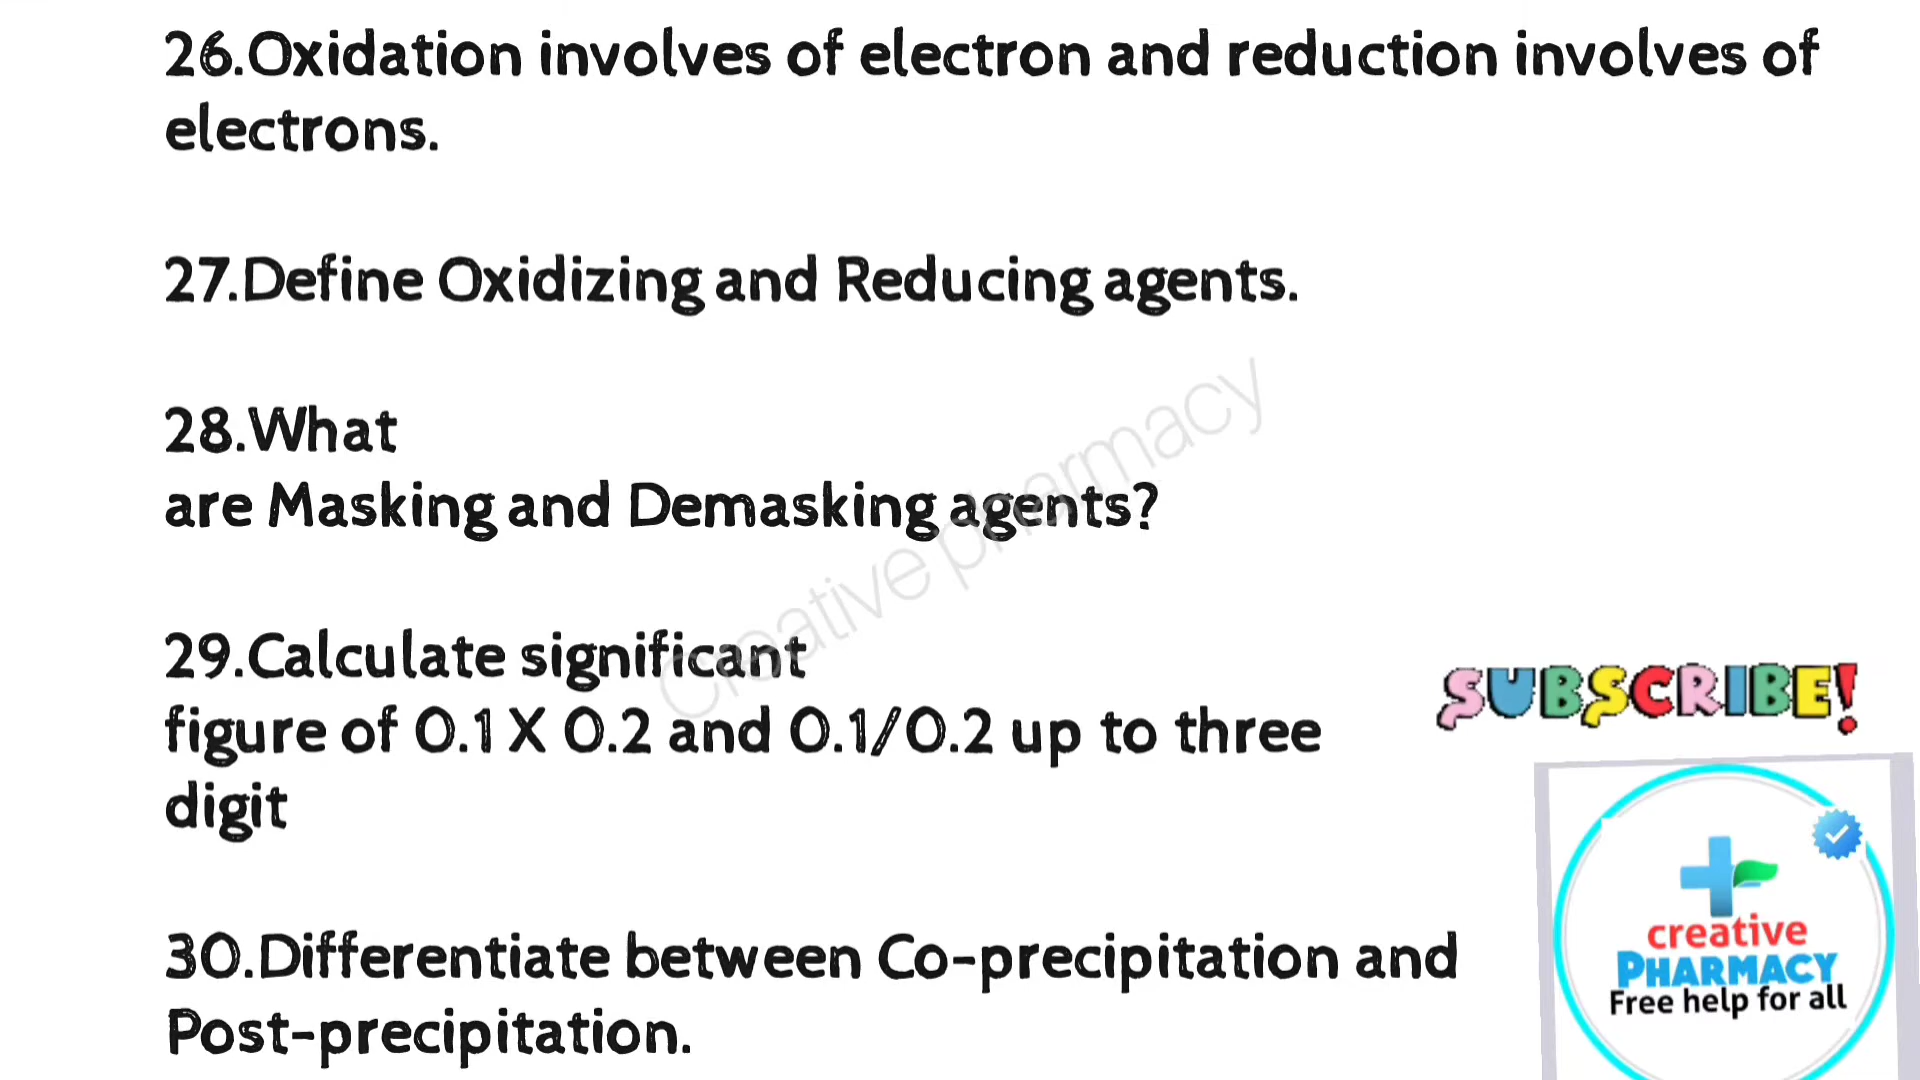 26.Oxidation involves of electron and reduction involves of
electrons.
27.Define Oxidizing and Reducing agents.
28.What
are Masking and Demasking agents?
29.Calculate significant
figure of 0.1 X 0.2 and 0.1/0.2 up to three
digit
30.Differentiate between Co-precipitation and
Post-precipitation.
Creative pharmacy
SUBSCRIBE!
creative
PHARMACY
Free help for all